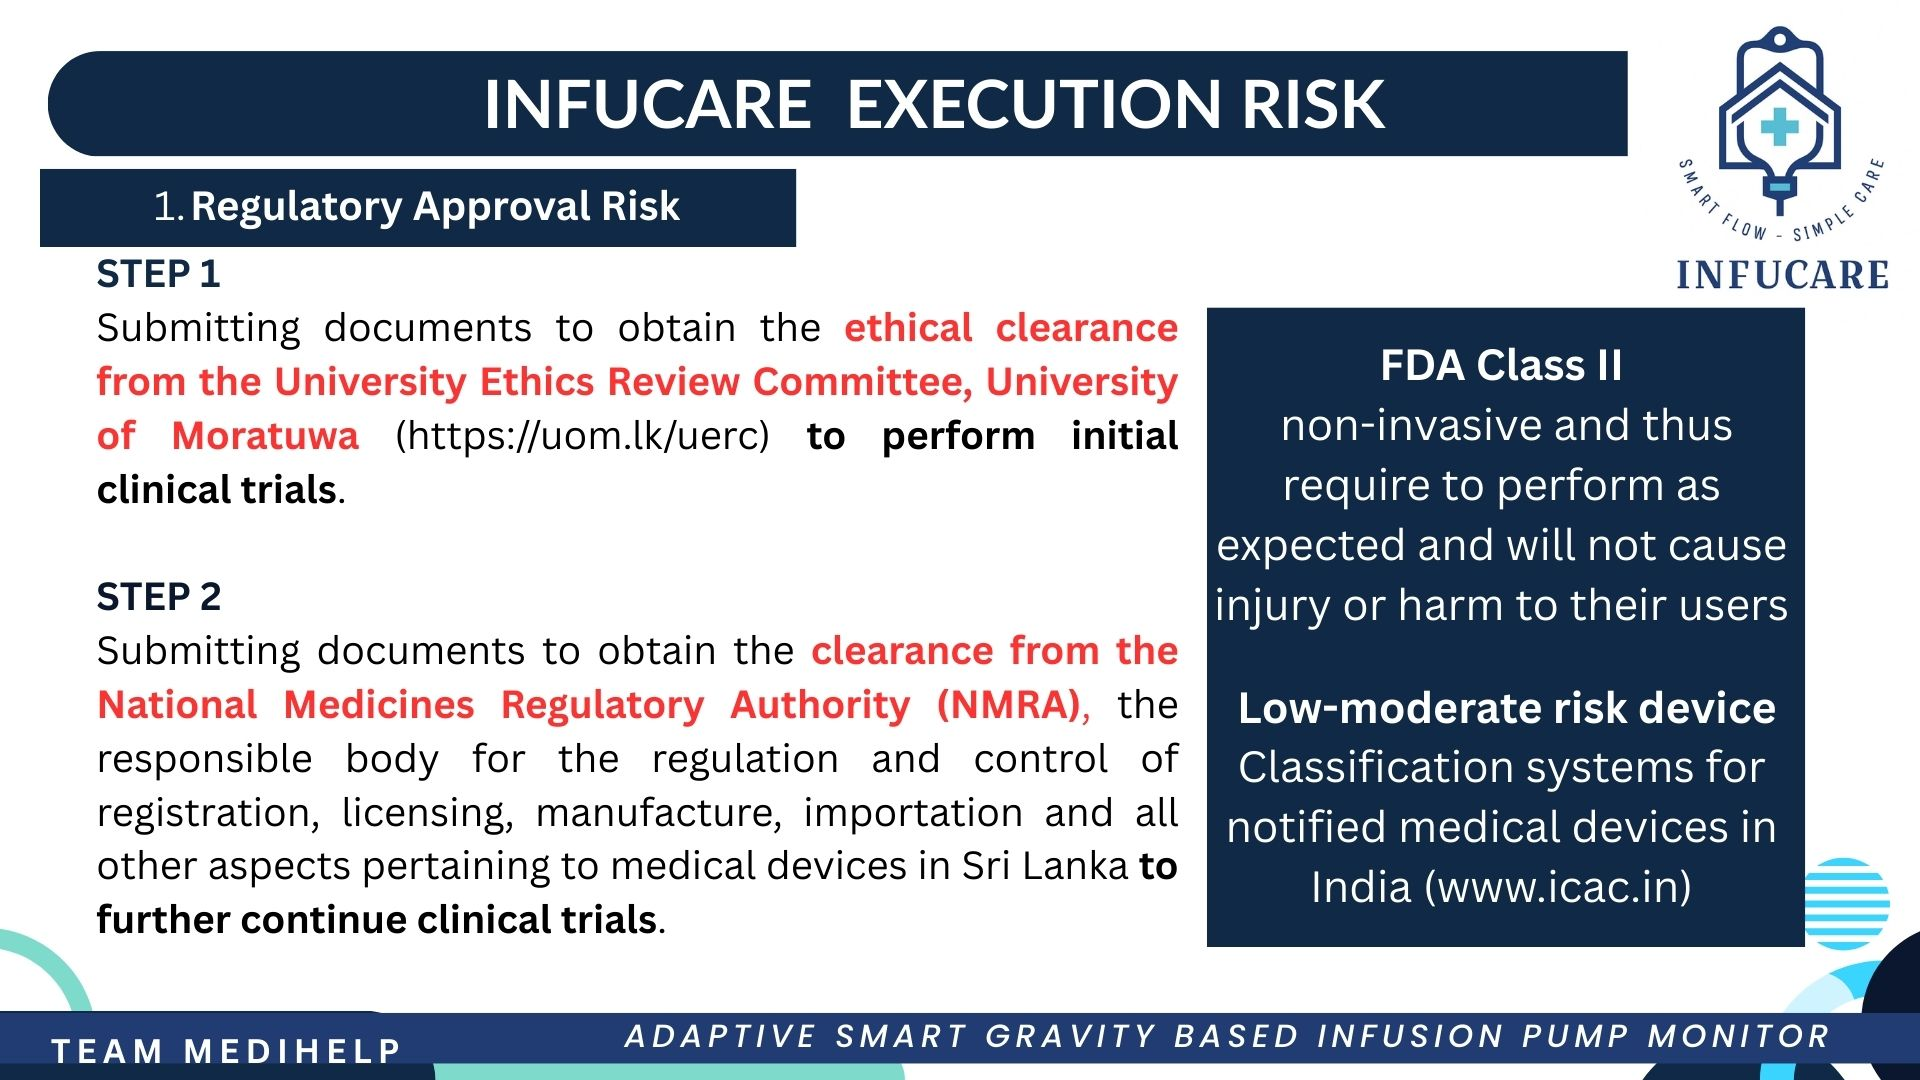 INFUCARE  EXECUTION RISK
SMART FLOW - SIMPLE CARE
INFUCARE
1. Regulatory Approval Risk
STEP 1
Submitting documents to obtain the ethical clearance
from the University Ethics Review Committee, University
of Moratuwa (https://uom.lk/uerc) to perform initial
clinical trials.
STEP 2
Submitting documents to obtain the clearance from the
National Medicines Regulatory Authority (NMRA), the
responsible body for the regulation and control of
registration, licensing, manufacture, importation and all
other aspects pertaining to medical devices in Sri Lanka to
further continue clinical trials.
FDA Class II
non-invasive and thus
require to perform as
expected and will not cause
injury or harm to their users
Low-moderate risk device
Classification systems for
notified medical devices in
India (www.icac.in)
TEAM MEDIHELP
ADAPTIVE SMART GRAVITY BASED INFUSION PUMP MONITOR